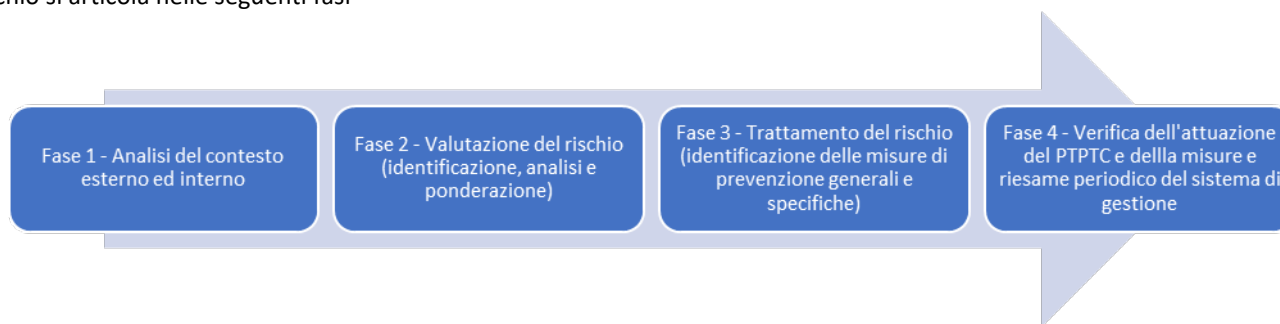 si articola nelle seguenti fasi
Fase 1 - Analisi del contesto
esterno ed interno
Fase 2 - Valutazione del rischio
(identificazione, analisi e
ponderazione)
Fase 3 - Trattamento del rischio
(identificazione delle misure di
prevenzione generali e
specifiche)
Fase 4 - Verifica dell'attuazione
del PTPTC e dellla misure e
riesame periodico del sistema di
gestione